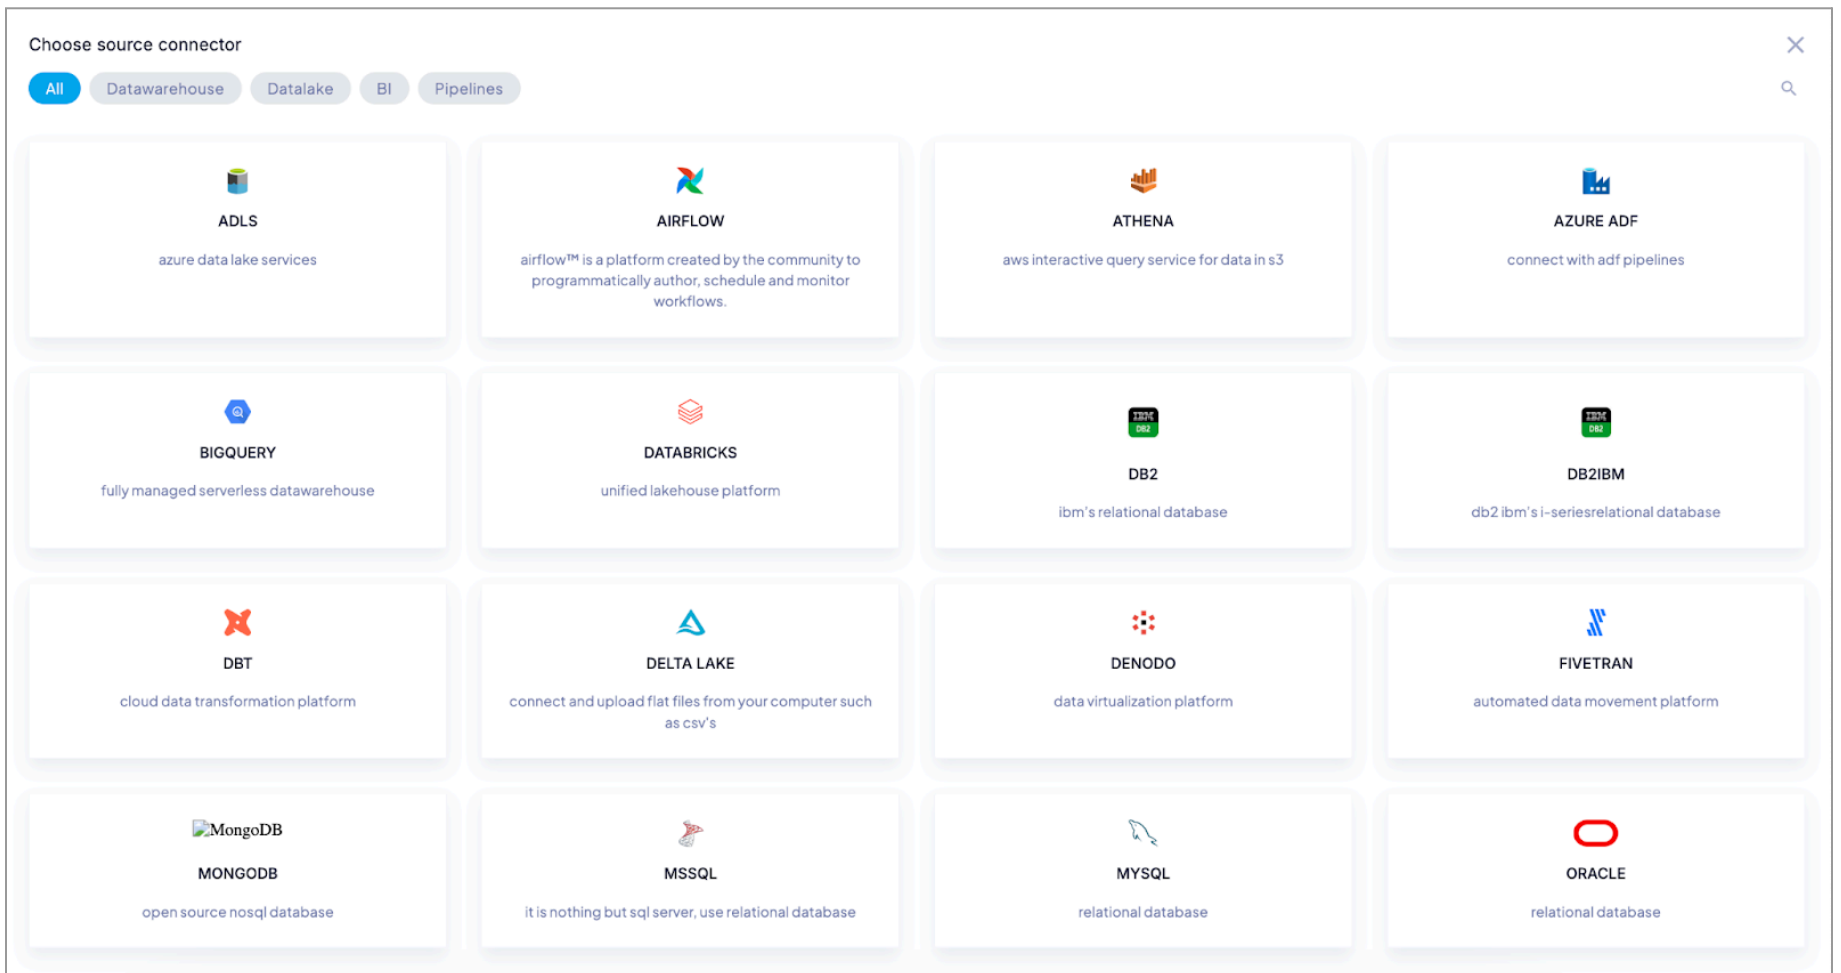 Choose source connector
All Datawarehouse Datalake BI Pipelines
ADLS
azure data lake services
AIRFLOW
airflow™ is a platform created by the community to
programmatically author, schedule and monitor
workflows.
ATHENA
aws interactive query service for data in s3
AZURE ADF
connect with adf pipelines
BIGQUERY
fully managed serverless datawarehouse
DATABRICKS
unified lakehouse platform
IBM
DB2
DB2
ibm's relational database
IBM
DB2
DB2IBM
db2 ibm's i-seriesrelational database
DBT
cloud data transformation platform
DELTA LAKE
connect and upload flat files from your computer such
as csv's
DENODO
data virtualization platform
FIVETRAN
automated data movement platform
MongoDB
MONGODB
open source nosql database
MSSQL
it is nothing but sql server, use relational database
MYSQL
relational database
ORACLE
relational database